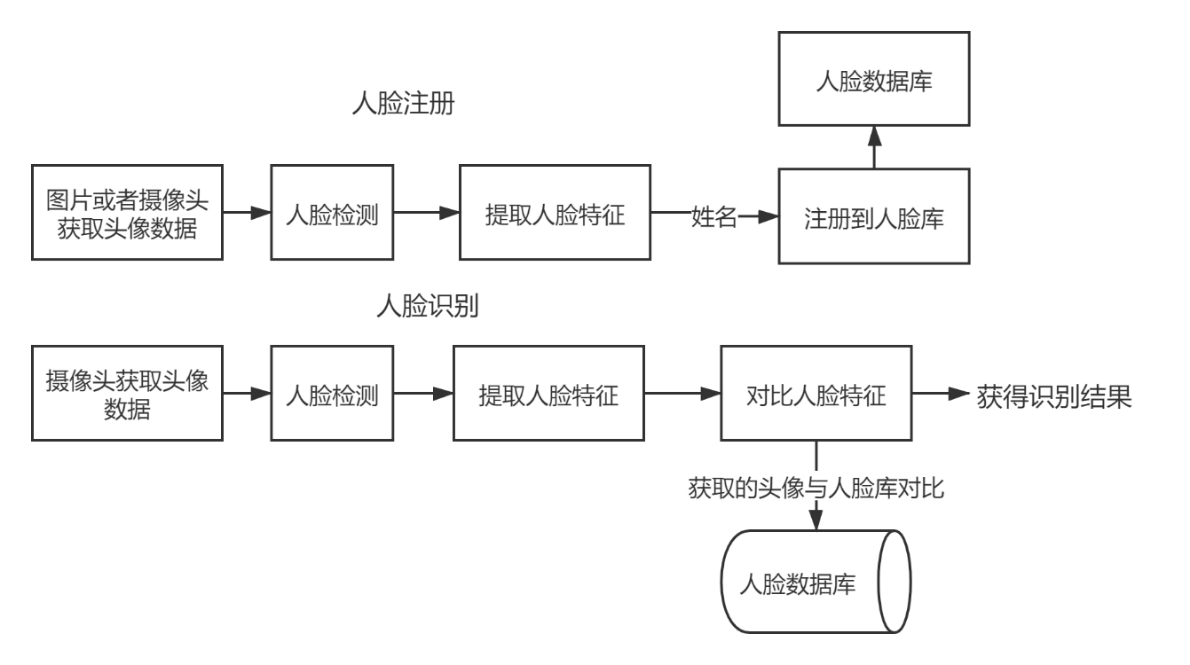 人脸数据库
人脸注册
图片或者摄像头
获取头像数据
人脸检测
提取人脸特征
姓名
注册到人脸库
人脸识别
摄像头获取头像
数据
人脸检测
提取人脸特征
对比人脸特征
获得识别结果
获取的头像与人脸库对比
人脸数据库